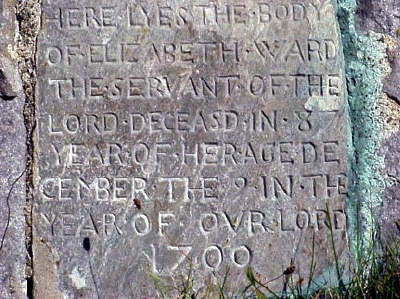 HERE LYES THE BODY
OF ELIZABETH WARD
THE·SERVANT·OF·THE
LORD·DECEASD·IN·87
YEAR·OF·HER·AGE·DE
CEMBER·THE·9·IN·THE
YEAR·OF·OVR·LORD
1700